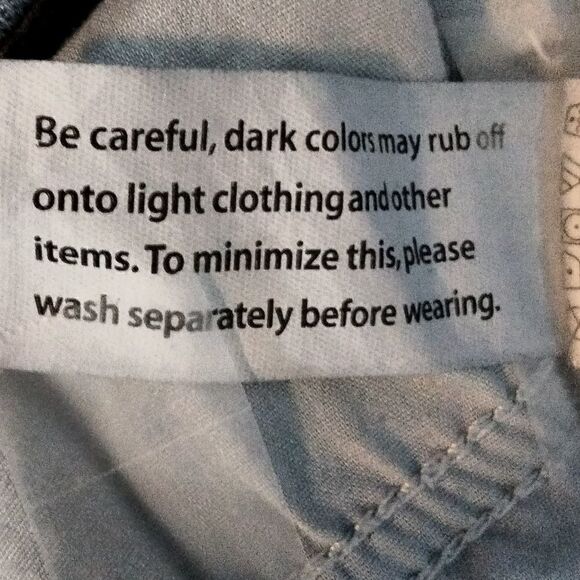 Be careful, dark colors may rub off
onto light clothing and other
items. To minimize this, please
wash separately before wearing.